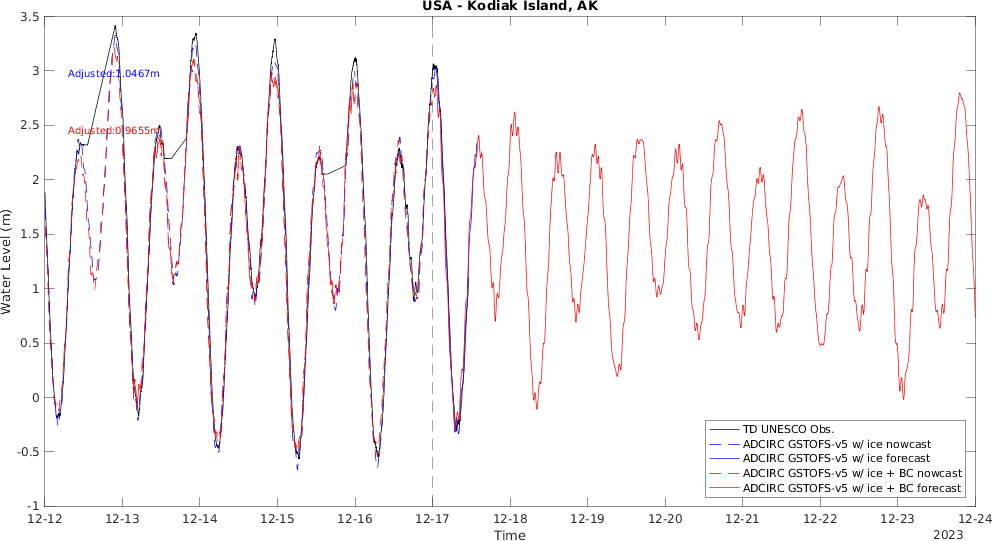 USA - Kodiak Island, AK
3.5
3
2.5
2
1.5
1
0.5
0
-0.5
-1
Water Level (m)
Adjusted:1.0467m
Adjusted:0.9655m
TD UNESCO Obs.
ADCIRC GSTOFS-v5 w/ ice nowcast
ADCIRC GSTOFS-v5 w/ ice forecast
ADCIRC GSTOFS-v5 w/ ice + BC nowcast
ADCIRC GSTOFS-v5 w/ ice + BC forecast
12-12 12-13 12-14 12-15 12-16 12-17 12-18 12-19 12-20 12-21 12-22 12-23 12-24
Time
2023